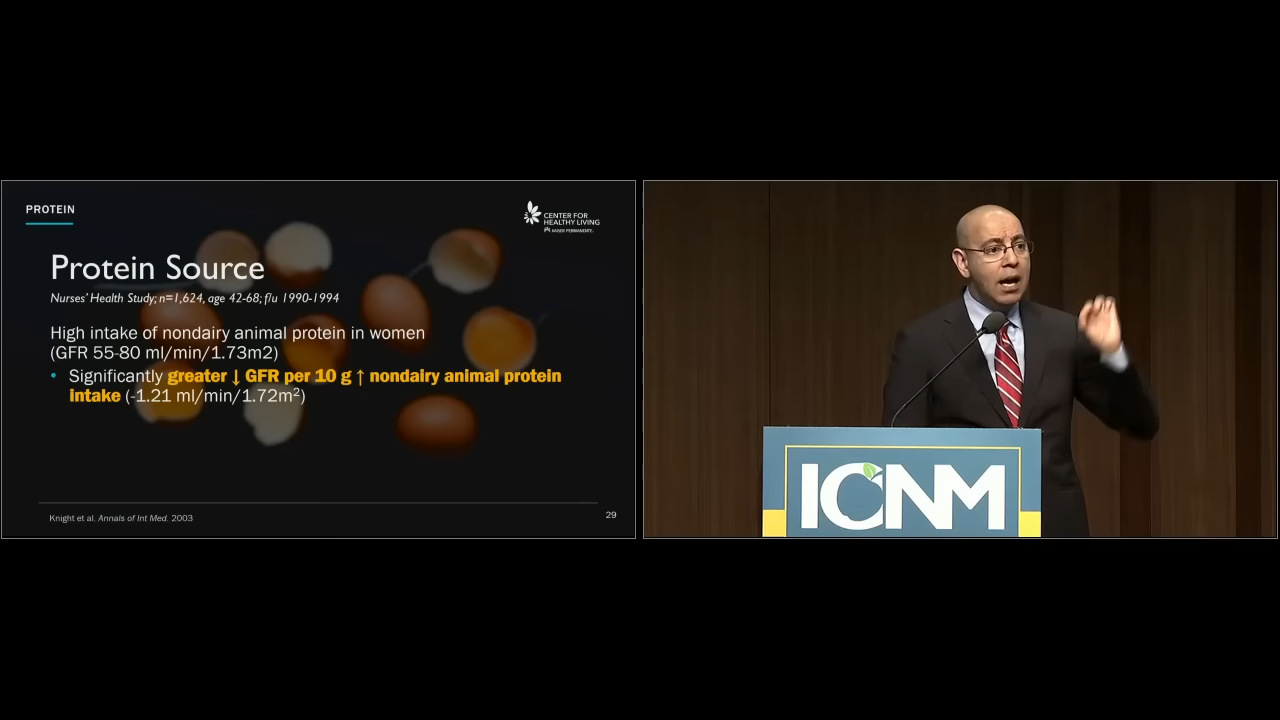 PROTEIN
CENTER FOR
HEALTHY LIVING
KAISER PERMANENTE.
Protein Source
Nurses' Health Study; n=1,624, age 42-68; f/u 1990-1994
High intake of nondairy animal protein in women
(GFR 55-80 ml/min/1.73m2)
• Significantly greater ↓ GFR per 10 g ↑ nondairy animal protein
intake (-1.21 ml/min/1.72m²)
Knight et al. Annals of Int Med. 2003
29
ICNM